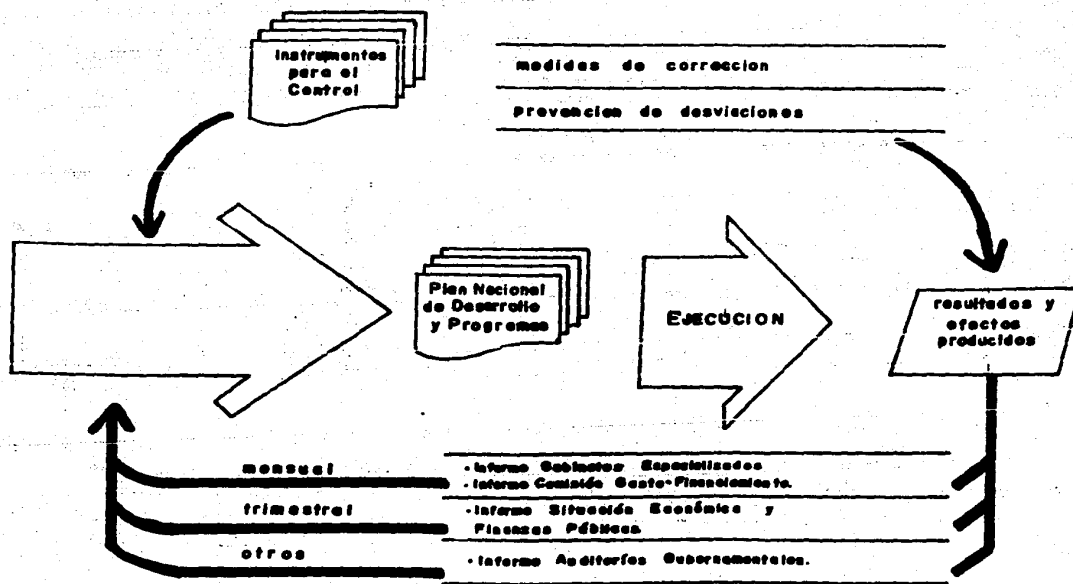 Instrumentos
para el
Control
medidas de correccion
prevencion de desviaciones
Plan Nacional
de Desarrollo
y Programas
EJECUCION
resultados y
efectos
producidos
mensual
• Informe Gabinetes Especializados
• Informe Comisión Gasto-Financiamiento.
trimestral
• Informe Situación Económica y
Finanzas Públicas.
otros
• Informe Auditorías Gubernamentales.